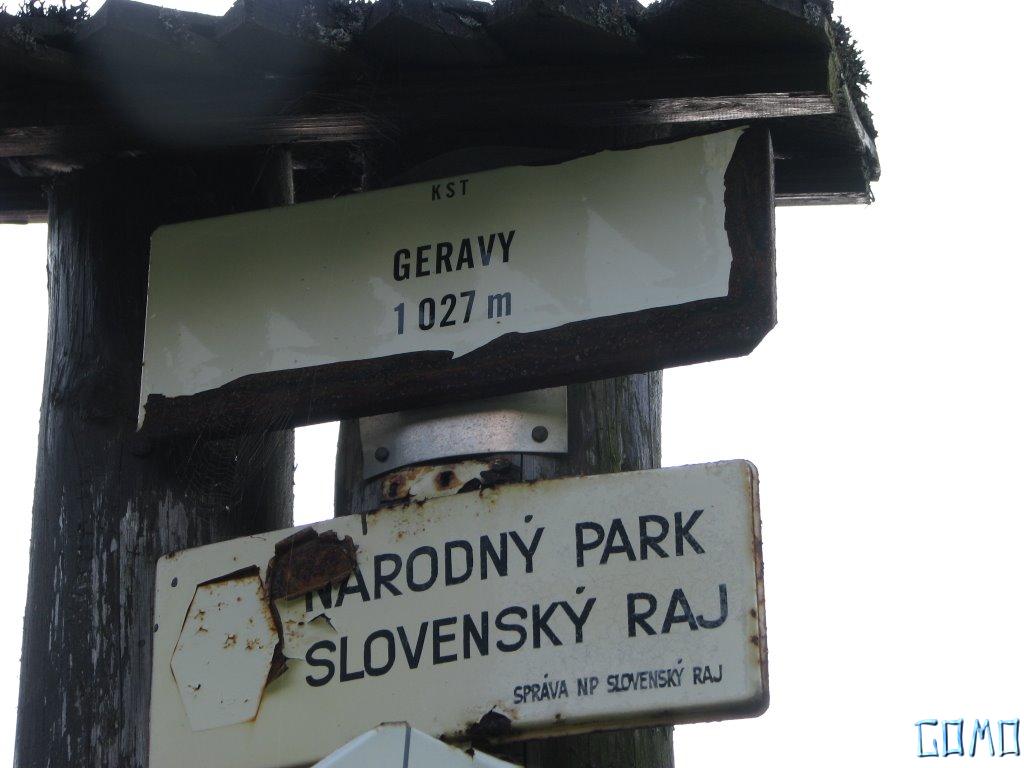 KST
GERAVY
1 027 m
NÁRODNÝ PARK
SLOVENSKÝ RAJ
SPRÁVA NP SLOVENSKÝ RAJ
GOMO